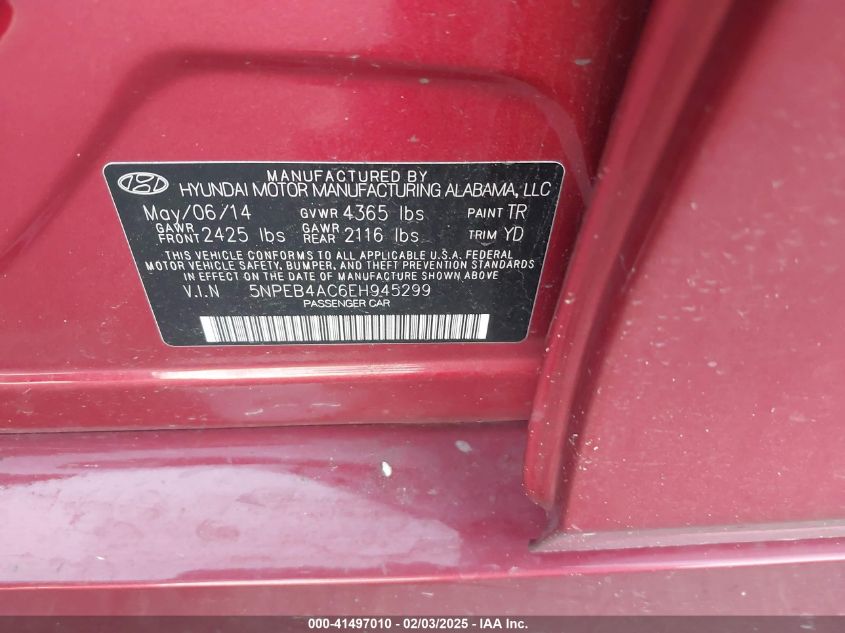 MANUFACTURED BY
HYUNDAI MOTOR MANUFACTURING ALABAMA, LLC
May/06/14 GVWR 4365 lbs PAINT TR
GAWR FRONT 2425 lbs GAWR REAR 2116 lbs TRIM YD
THIS VEHICLE CONFORMS TO ALL APPLICABLE U.S.A. FEDERAL
MOTOR VEHICLE SAFETY, BUMPER, AND THEFT PREVENTION STANDARDS
IN EFFECT ON THE DATE OF MANUFACTURE SHOWN ABOVE.
V.I.N 5NPEB4AC6EH945299
PASSENGER CAR
000-41497010 - 02/03/2025 - IAA Inc.